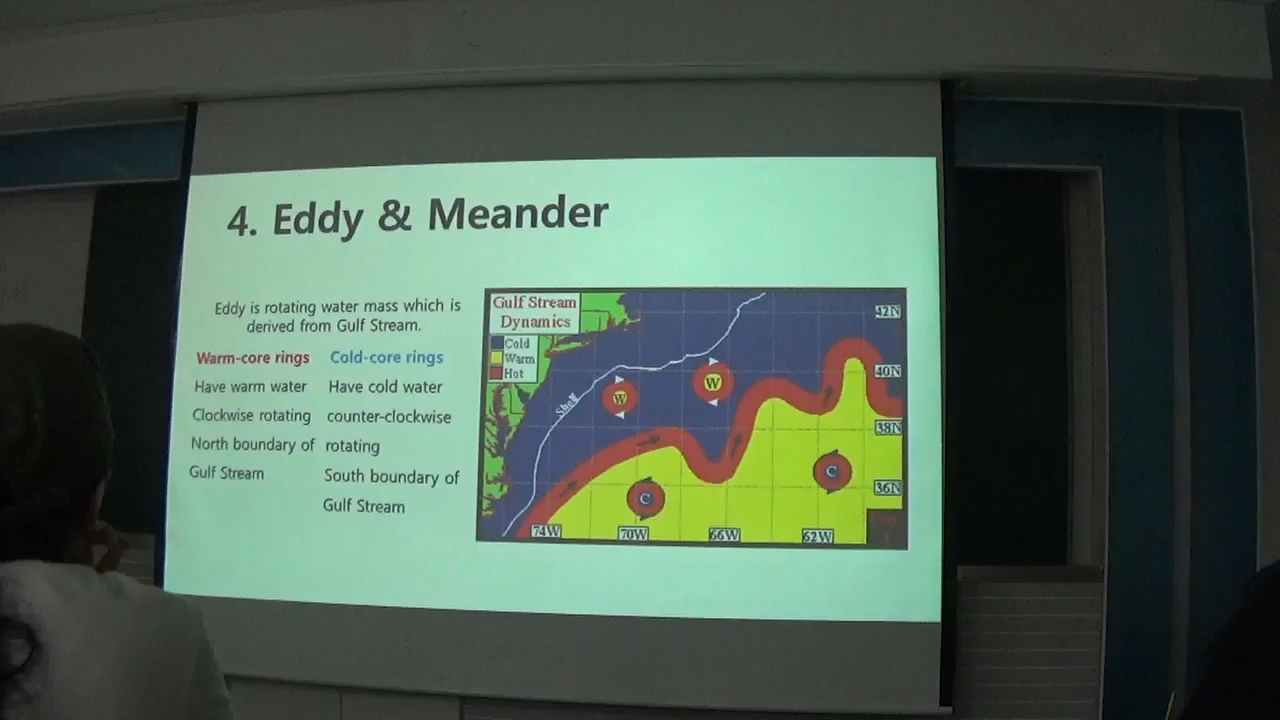 4. Eddy & Meander
Eddy is rotating water mass which is
derived from Gulf Stream.
Warm-core rings
Have warm water
Clockwise rotating
North boundary of
Gulf Stream
Cold-core rings
Have cold water
counter-clockwise
rotating
South boundary of
Gulf Stream
Gulf Stream
Dynamics
Cold
Warm
Hot
Shelf
W
W
C
C
42N
40N
38N
36N
74W
70W
66W
62W